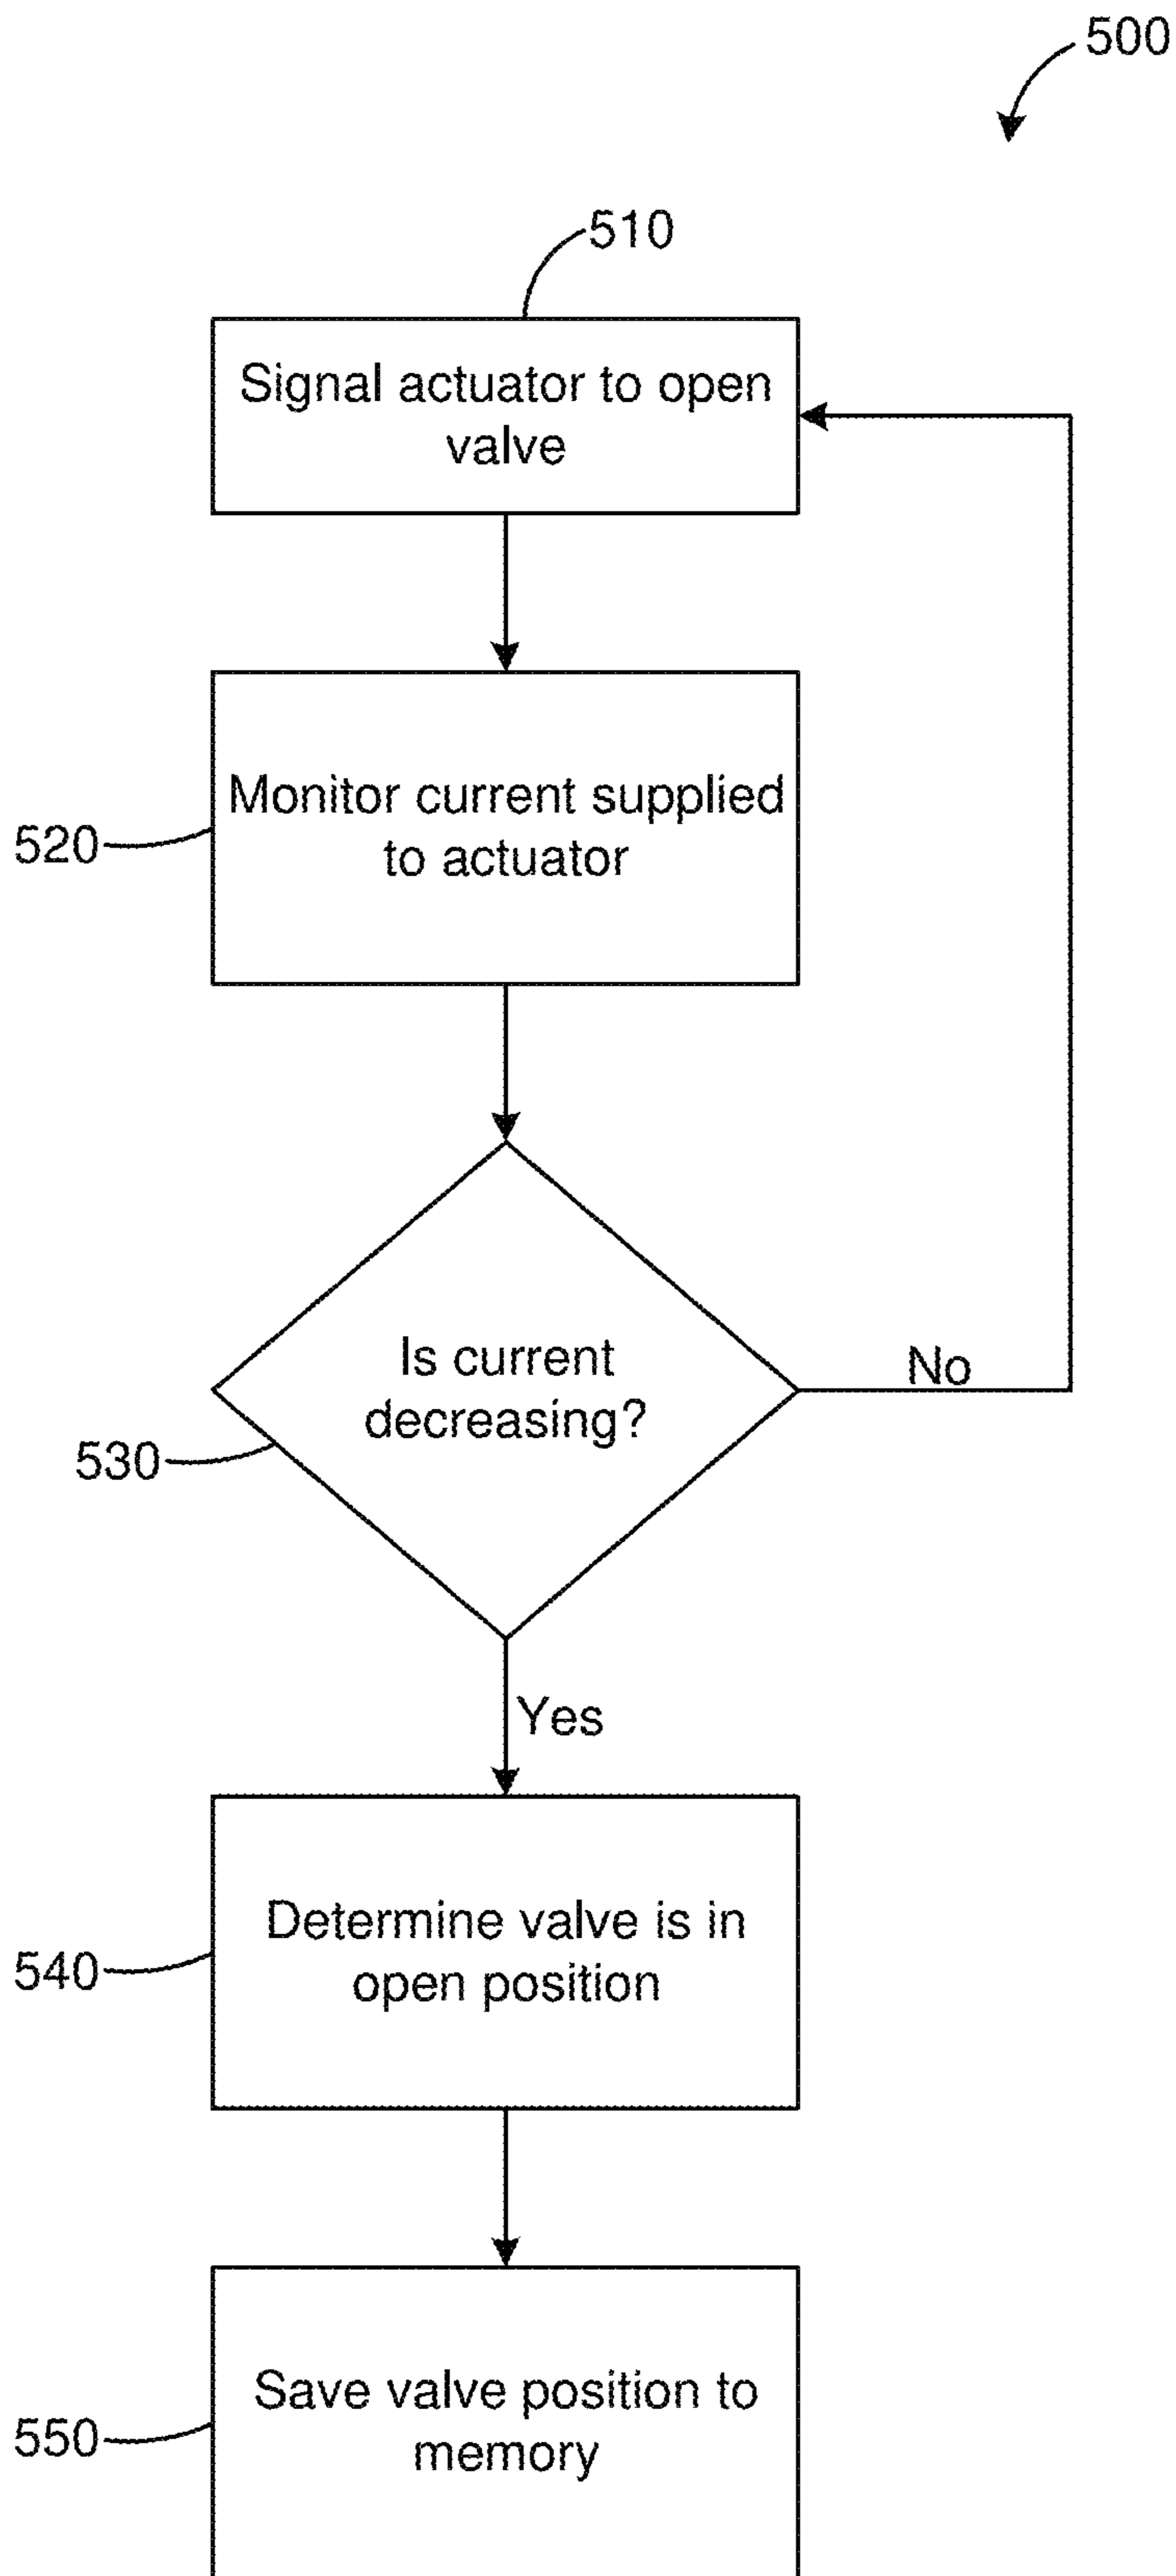 500
510
Signal actuator to open
valve
Monitor current supplied
to actuator
520
Is current
decreasing?
No
530
Yes
Determine valve is in
open position
540
Save valve position to
memory
550